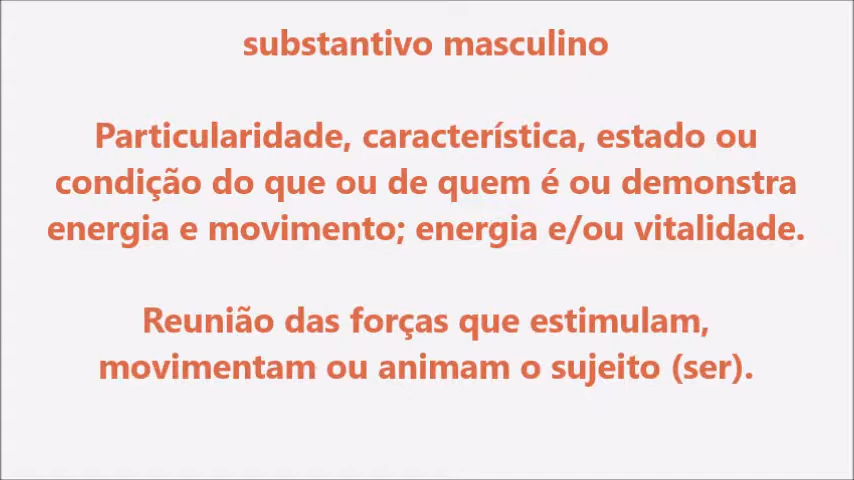 substantivo masculino
Particularidade, característica, estado ou
condição do que ou de quem é ou demonstra
energia e movimento; energia e/ou vitalidade.
Reunião das forças que estimulam,
movimentam ou animam o sujeito (ser).